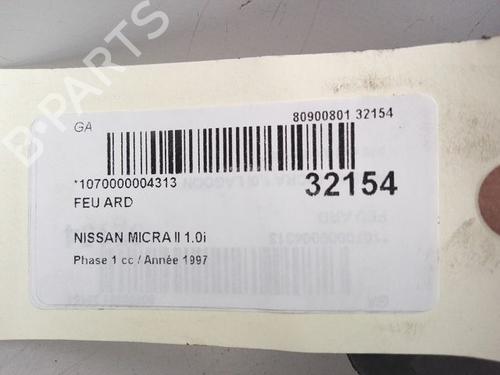 B-PARTS
GA
80900801 32154
*1070000004313
32154
FEU ARD
NISSAN MICRA II 1.0i
Phase 1 cc / Année 1997